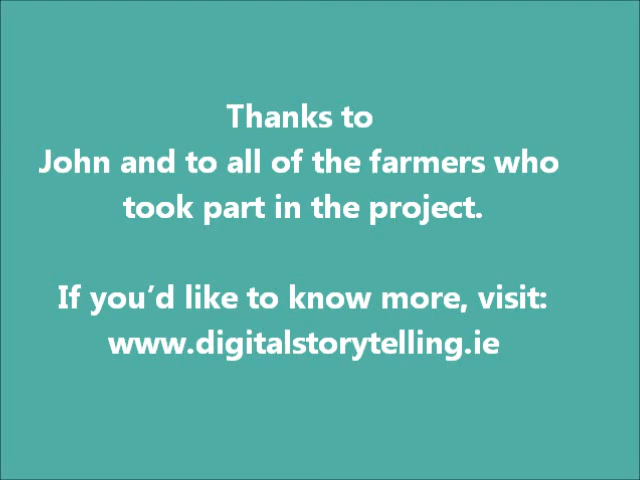 Thanks to
John and to all of the farmers who
took part in the project.
If you’d like to know more, visit:
www.digitalstorytelling.ie